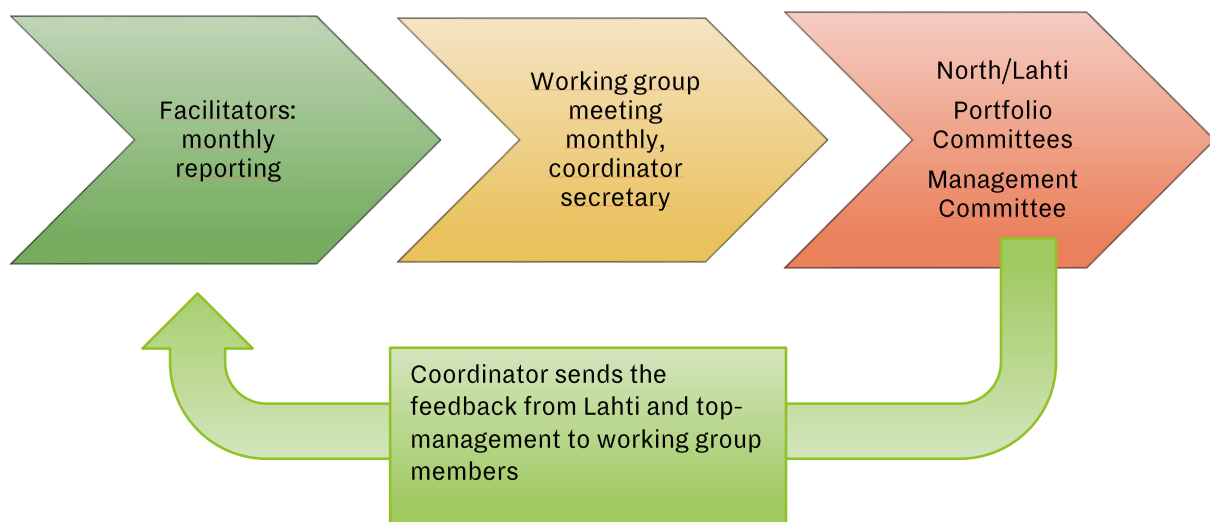 Facilitators:
monthly
reporting
Working group
meeting
monthly,
coordinator
secretary
North/Lahti
Portfolio
Committees
Management
Committee
Coordinator sends the
feedback from Lahti and top-
management to working group
members